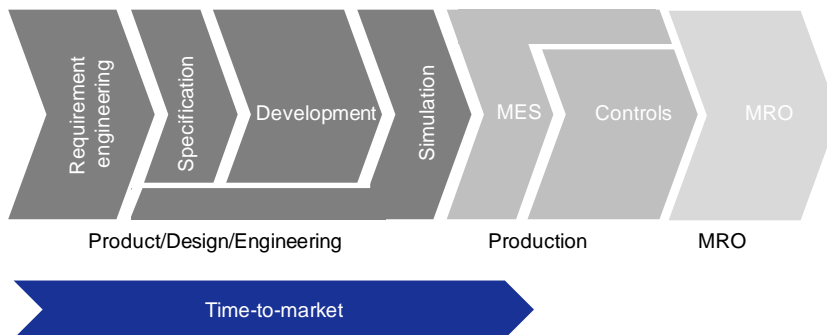 Requirement
engineering
Specification
Development
Simulation
MES
Controls
MRO
Product/Design/Engineering
Production
MRO
Time-to-market